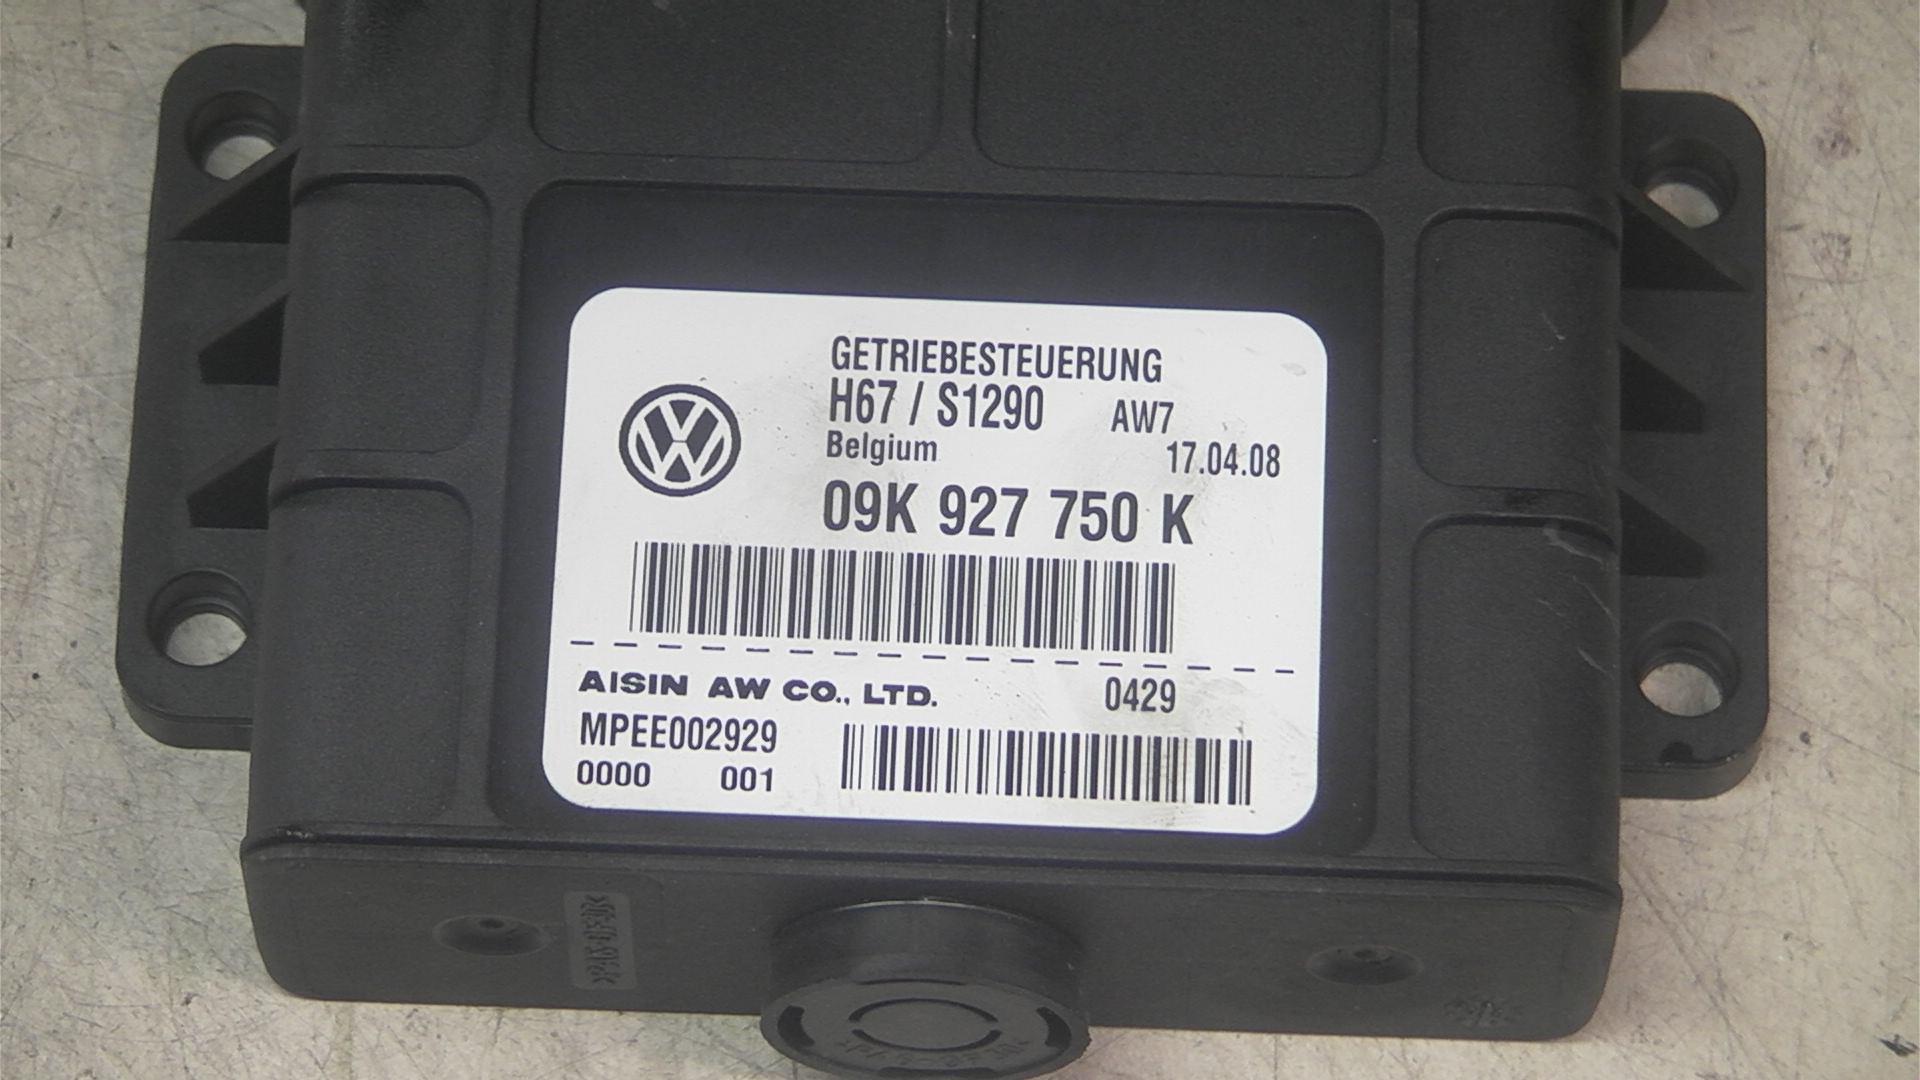 GETRIEBESTEUERUNG
H67 / S1290 AW7
Belgium 17.04.08
09K 927 750 K
AISIN AW CO., LTD. 0429
MPEE002929
0000 001